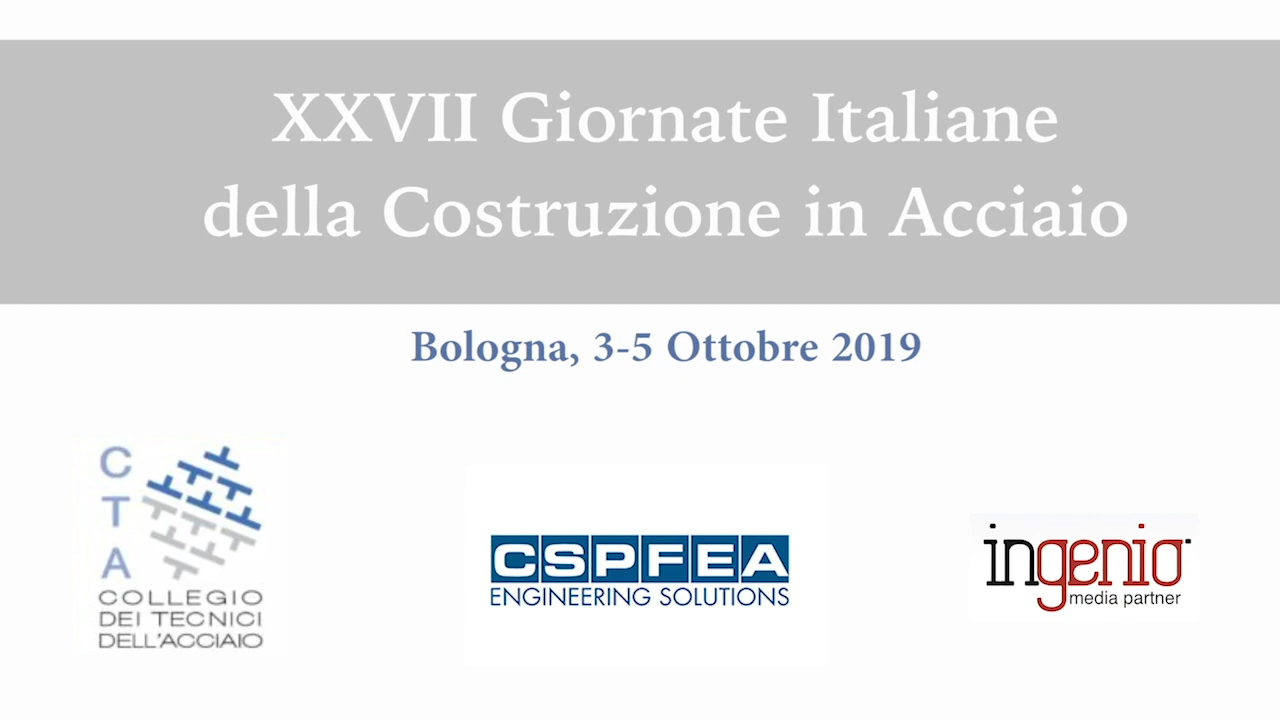 XXVII Giornate Italiane
della Costruzione in Acciaio
Bologna, 3-5 Ottobre 2019
C
T
A
COLLEGIO
DEI TECNICI
DELL'ACCIAIO
CSPFEA
ENGINEERING SOLUTIONS
ingenio
media partner